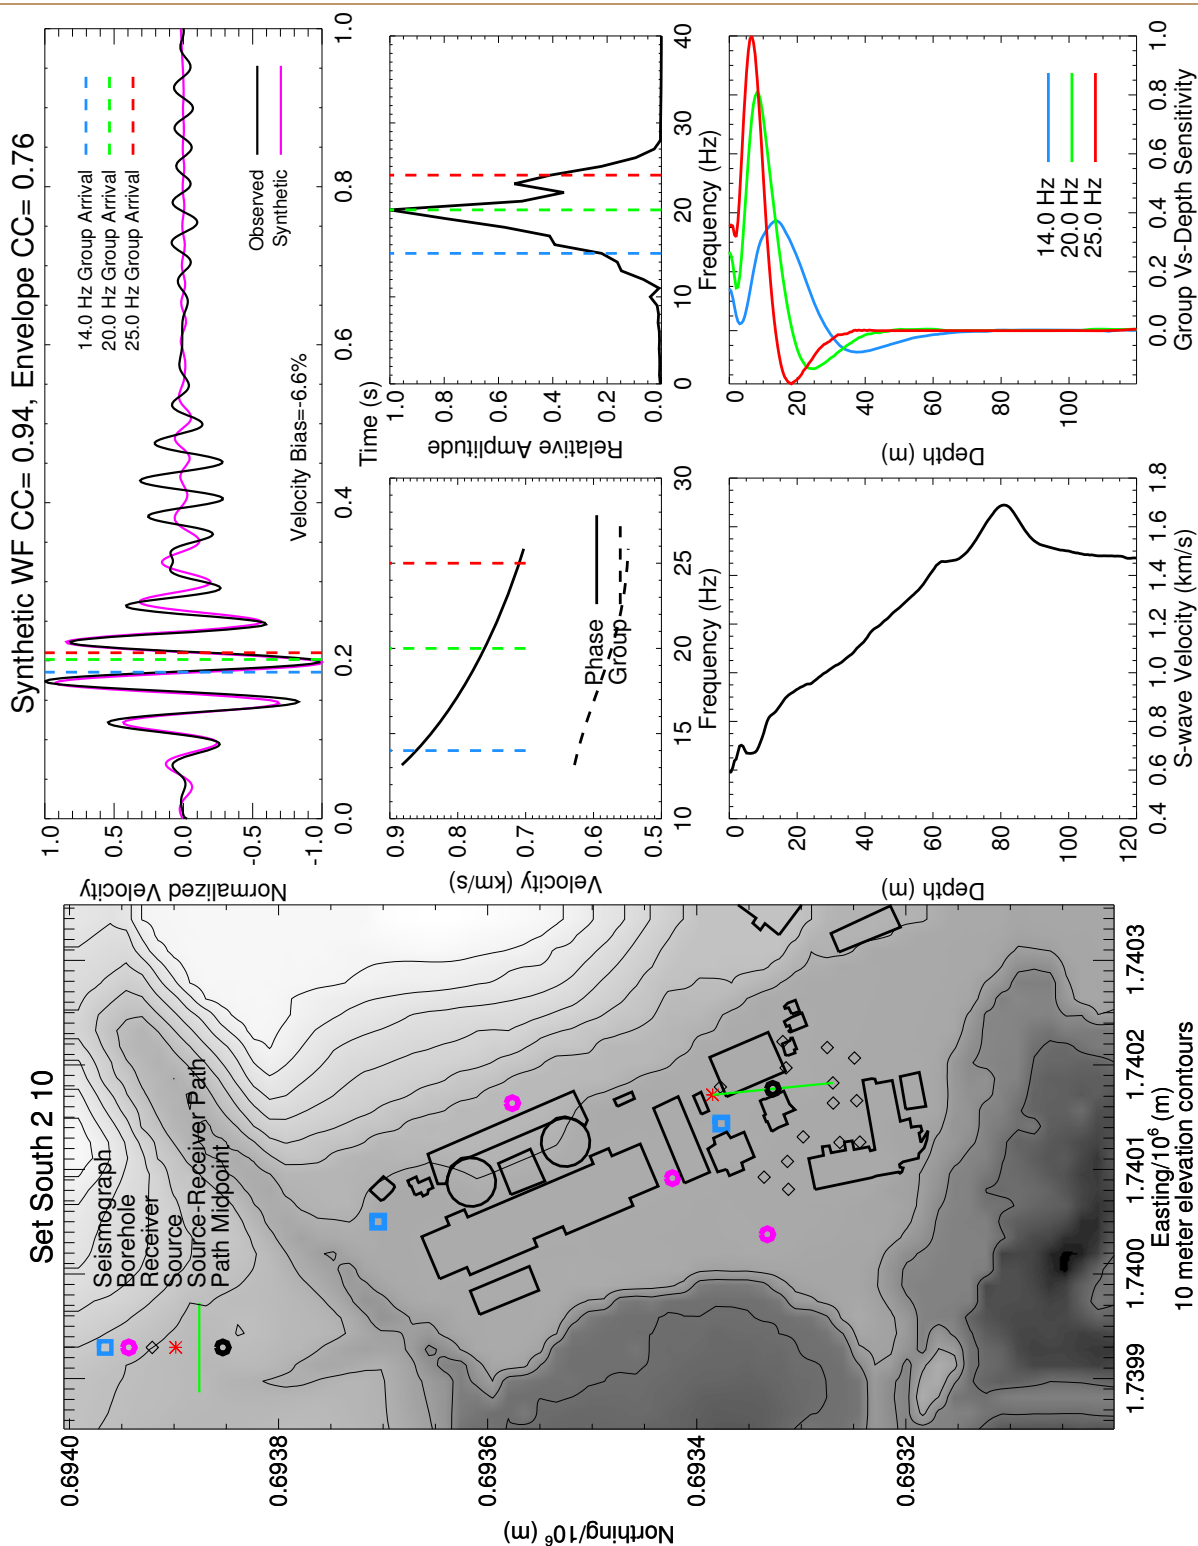 Set South 2 10
Seismograph
Borehole
Receiver
Source
Source-Receiver Path
Path Midpoint
0.6940
0.6938
0.6936
0.6934
0.6932
Northing/10⁶ (m)
1.7399
1.7400
1.7401
1.7402
1.7403
Easting/10⁶ (m)
10 meter elevation contours
Synthetic WF CC= 0.94, Envelope CC= 0.76
1.0
0.5
0.0
-0.5
-1.0
Normalized Velocity
14.0 Hz Group Arrival
20.0 Hz Group Arrival
25.0 Hz Group Arrival
Observed
Synthetic
Velocity Bias=-6.6%
0.0
0.2
0.4
0.6
0.8
1.0
Time (s)
0.9
0.8
0.7
0.6
0.5
Velocity (km/s)
Phase
Group
10
15
20
25
30
Frequency (Hz)
1.0
0.8
0.6
0.4
0.2
0.0
Relative Amplitude
0
10
20
30
40
Frequency (Hz)
0
20
40
60
80
100
120
Depth (m)
0.4
0.6
0.8
1.0
1.2
1.4
1.6
1.8
S-wave Velocity (km/s)
0
20
40
60
80
100
Depth (m)
14.0 Hz
20.0 Hz
25.0 Hz
0.0
0.2
0.4
0.6
0.8
1.0
Group Vs-Depth Sensitivity